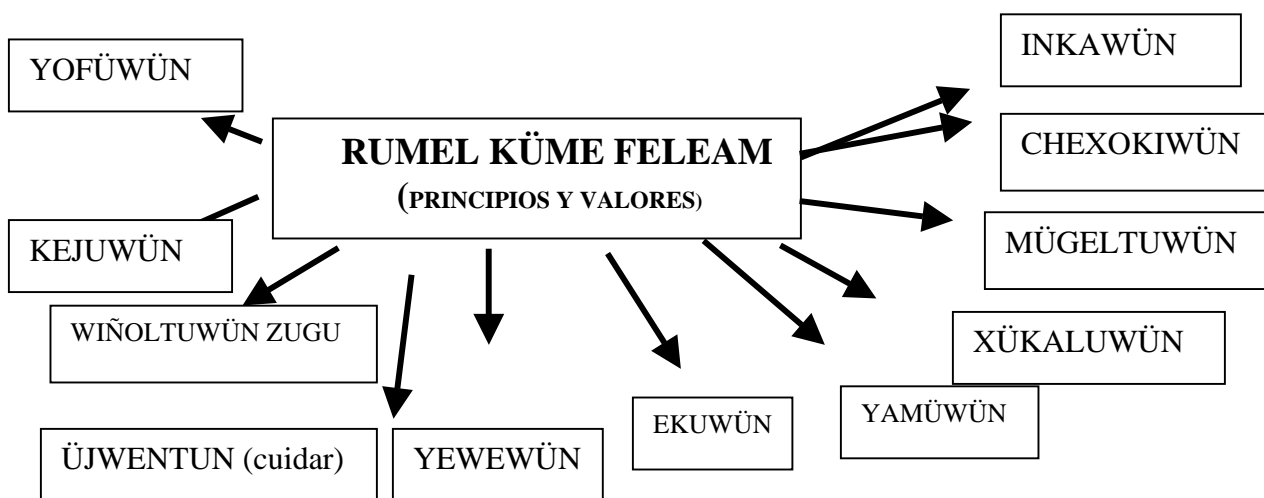 INKAWÜN
YOFÜWÜN
CHEXOKIWÜN
RUMEL KÜME FELEAM
(PRINCIPIOS Y VALORES)
KEJUWÜN
MÜGELTUWÜN
WIÑOLTUWÜN ZUGU
XÜKALUWÜN
EKUWÜN
YAMÜWÜN
ÜJWENTUN (cuidar)
YEWEWÜN